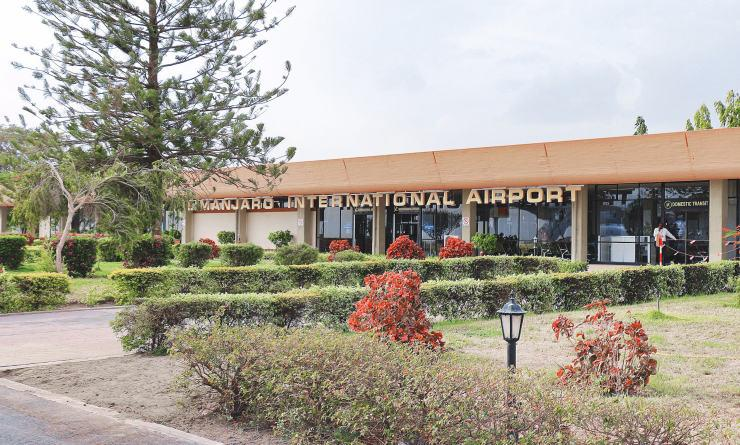 MANJARO INTERNATIONAL AIRPORT
DOMESTIC TRANSIT